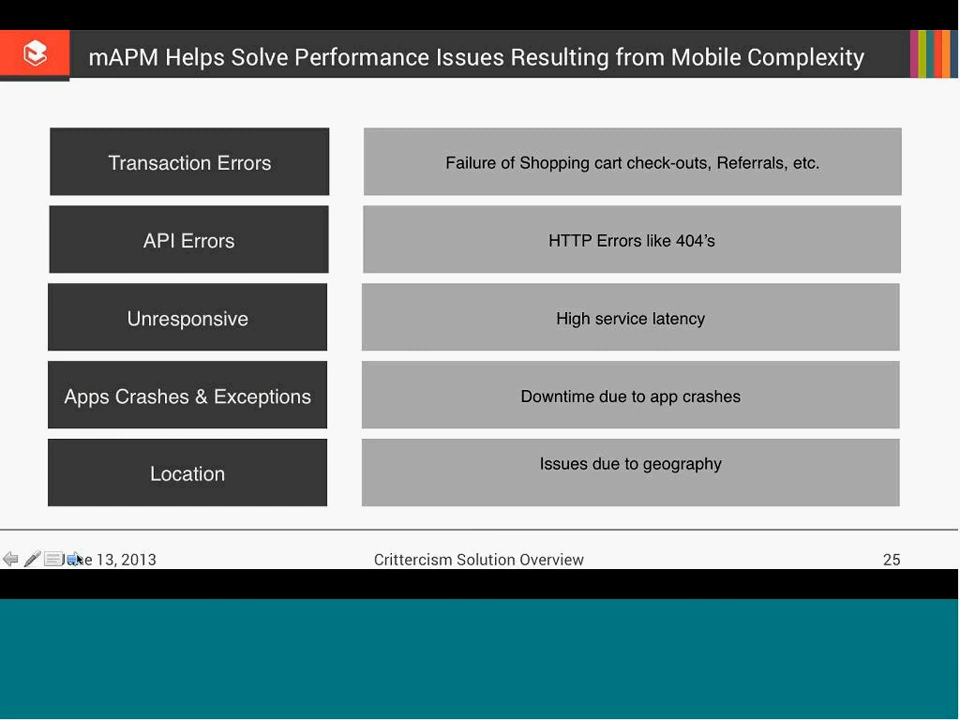 mAPM Helps Solve Performance Issues Resulting from Mobile Complexity
Transaction Errors
Failure of Shopping cart check-outs, Referrals, etc.
API Errors
HTTP Errors like 404's
Unresponsive
High service latency
Apps Crashes & Exceptions
Downtime due to app crashes
Location
Issues due to geography
13, 2013
Crittercism Solution Overview
25